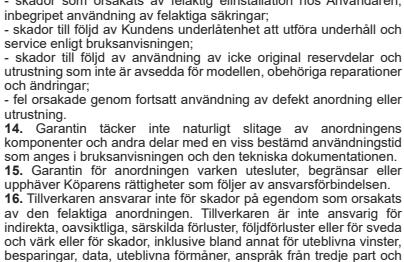 - skador som orsakats av felaktig elinstallation hos Användaren,
inbegripet användning av felaktiga säkringar;
- skador till följd av Kundens underlåtenhet att utföra underhåll och
service enligt bruksanvisningen;
- skador till följd av användning av icke original reservdelar och
utrustning som inte är avsedda för modellen, obehöriga reparationer
och ändringar;
- fel orsakade genom fortsatt användning av defekt anordning eller
utrustning.
14. Garantin täcker inte naturligt slitage av anordningens
komponenter och andra delar med en viss bestämd användningstid
som anges i bruksanvisningen och den tekniska dokumentationen.
15. Garantin för anordningen varken utesluter, begränsar eller
upphäver Köparens rättigheter som följer av ansvarsförbindelsen.
16. Tillverkaren ansvarar inte för skador på egendom som orsakats
av den felaktiga anordningen. Tillverkaren är inte ansvarig för
indirekta, oavsiktliga, särskilda förluster, följdförluster eller för sveda
och värk eller för skador, inklusive bland annat för uteblivna vinster,
besparingar, data, uteblivna förmåner, anspråk från tredje part och